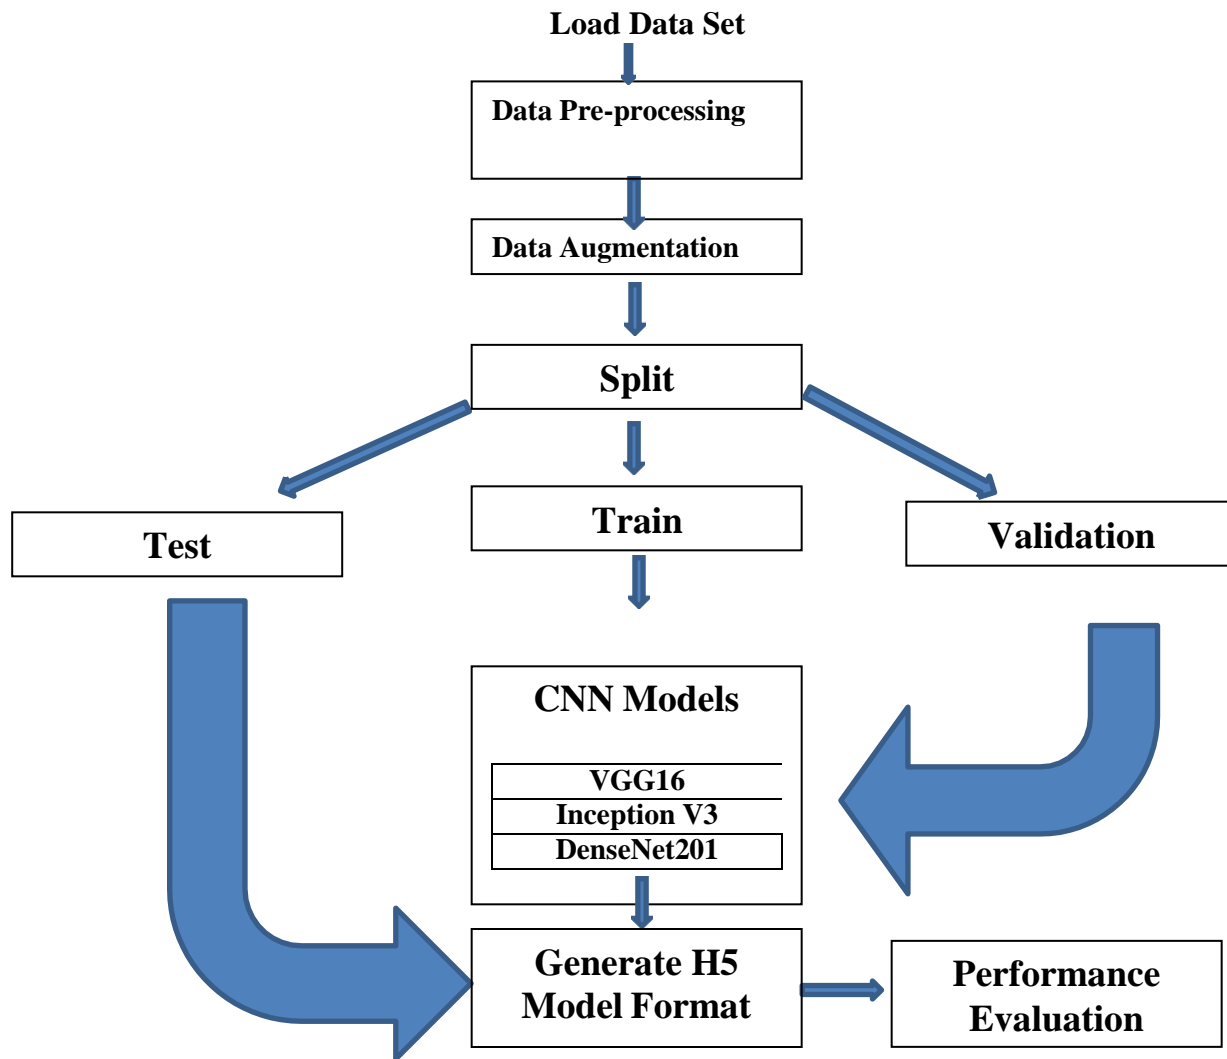 Load Data Set
Data Pre-processing
Data Augmentation
Split
Test
Train
Validation
CNN Models
VGG16
Inception V3
DenseNet201
Generate H5
Model Format
Performance
Evaluation